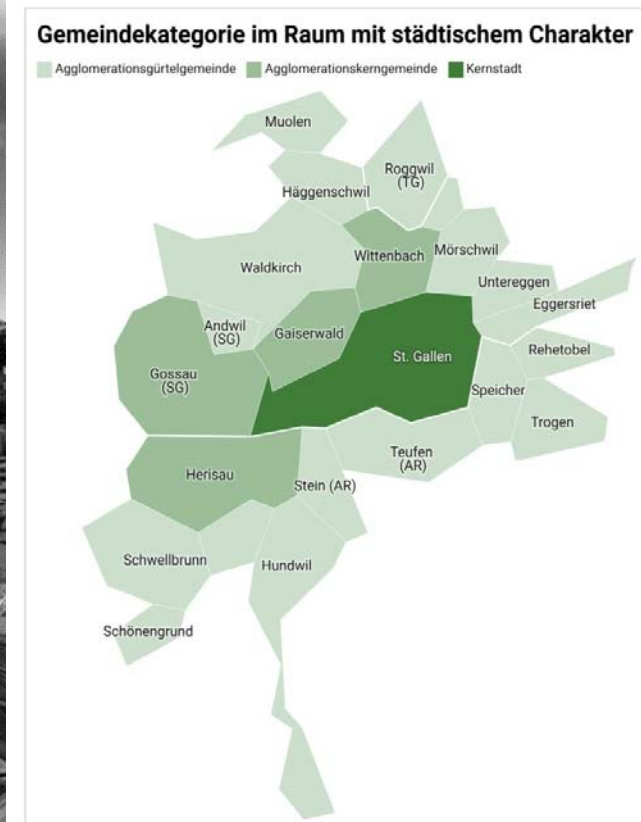 Gemeindekategorie im Raum mit städtischem Charakter
Agglomerationsgürtelgemeinde Agglomerationskerngemeinde Kernstadt
Muolen
Roggwil
(TG)
Häggenschwil
Wittenbach
Mörschwil
Waldkirch
Untereggen
Eggersriet
Andwil
(SG)
Gaiserwald
St. Gallen
Rehetobel
Gossau
(SG)
Speicher
Trogen
Teufen
(AR)
Herisau
Stein (AR)
Schwellbrunn
Hundwil
Schönengrund